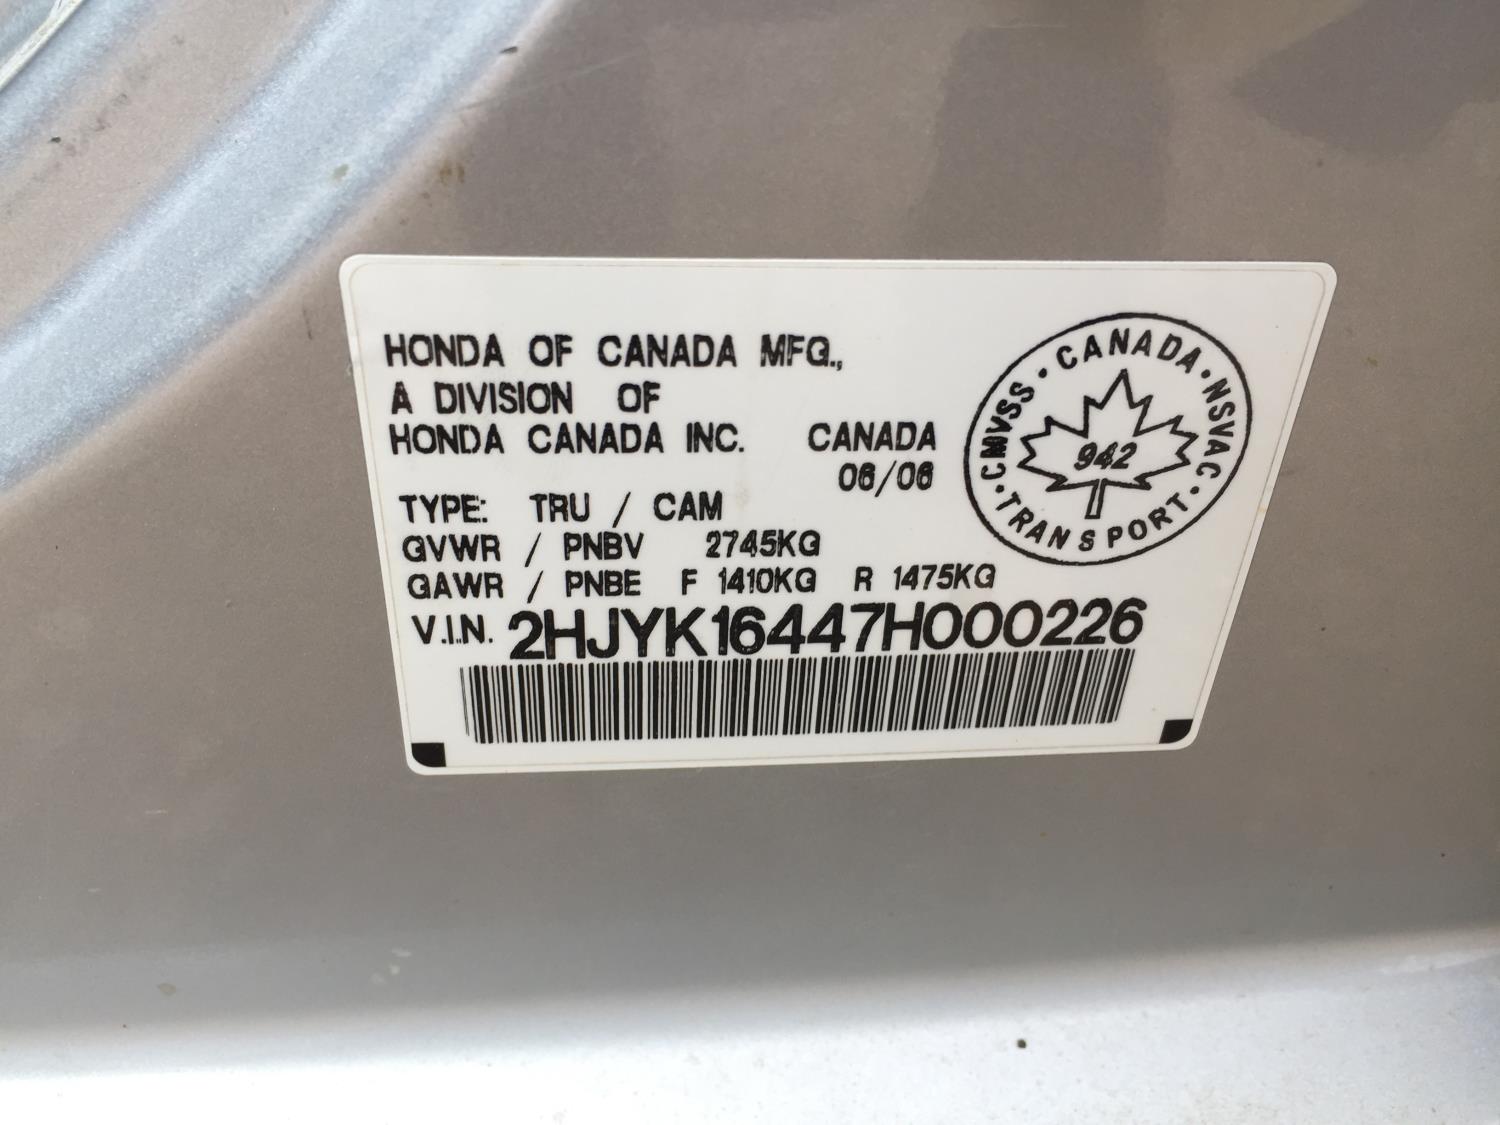 HONDA OF CANADA MFG.,
A DIVISION OF
HONDA CANADA INC. CANADA
06/06
TYPE: TRU / CAM
GVWR / PNBV 2745KG
GAWR / PNBE F 1410KG R 1475KG
V.I.N. 2HJYK16447H000226
CMVSS · CANADA · NSVAC · TRANSPORT ·
942